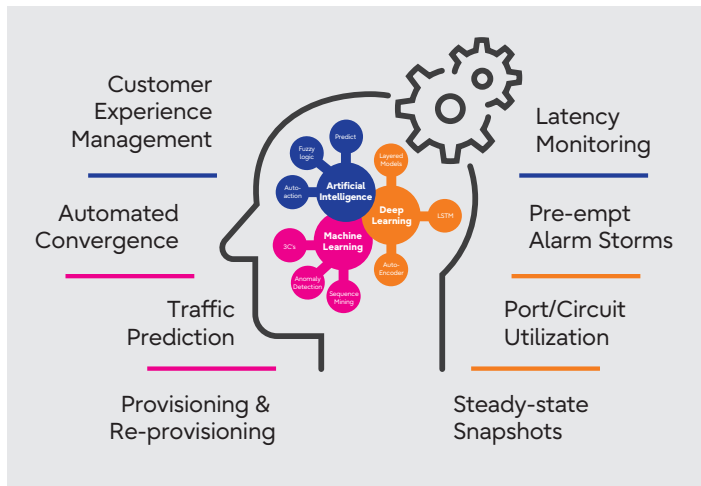 Customer
Experience
Management
Automated
Convergence
Traffic
Prediction
Provisioning &
Re-provisioning
Predict
Fuzzy
logic
Auto-
action
Artificial
Intelligence
Layered
Models
Deep
Learning
LSTM
Auto-
Encoder
Machine
Learning
3C's
Anomaly
Detection
Sequence
Mining
Latency
Monitoring
Pre-empt
Alarm Storms
Port/Circuit
Utilization
Steady-state
Snapshots